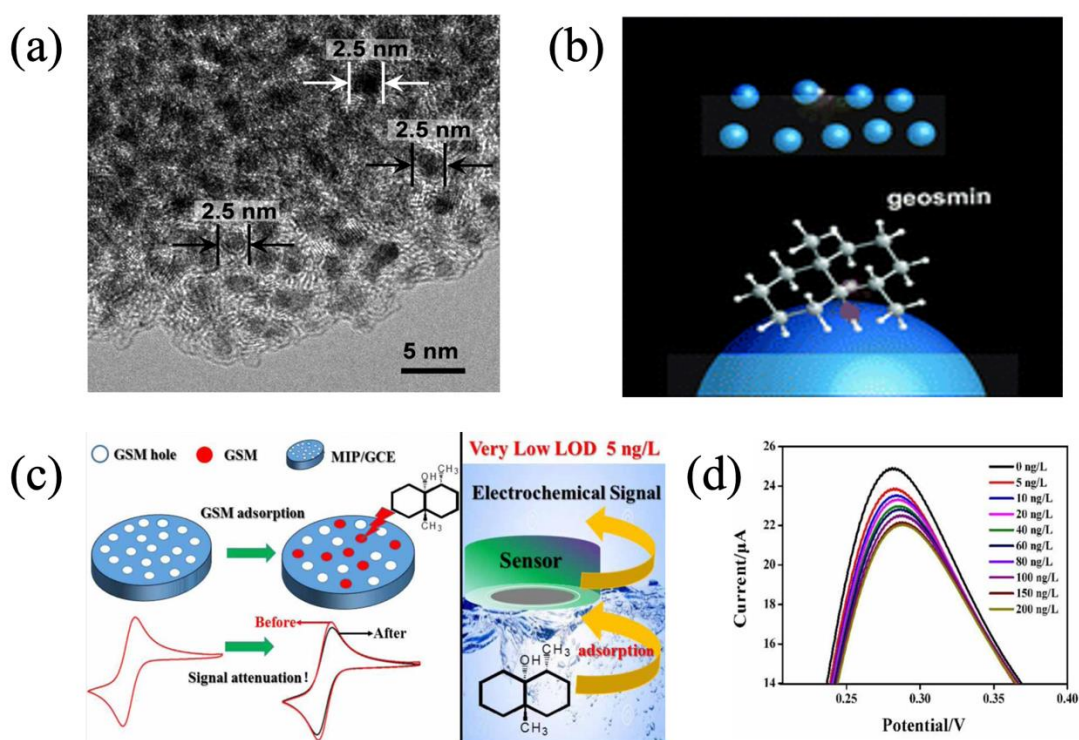 (a)
2.5 nm
2.5 nm
2.5 nm
5 nm
(b)
geosmin
(c)
GSM hole
GSM
MIP/GCE
GSM adsorption
OH
CH₃
CH₃
Before
After
Signal attenuation!
Very Low LOD 5 ng/L
Electrochemical Signal
Sensor
adsorption
OH
CH₃
CH₃
(d)
Current/μA
26
24
22
20
18
16
14
0.25
0.30
0.35
0.40
Potential/V
0 ng/L
5 ng/L
10 ng/L
20 ng/L
40 ng/L
60 ng/L
80 ng/L
100 ng/L
150 ng/L
200 ng/L